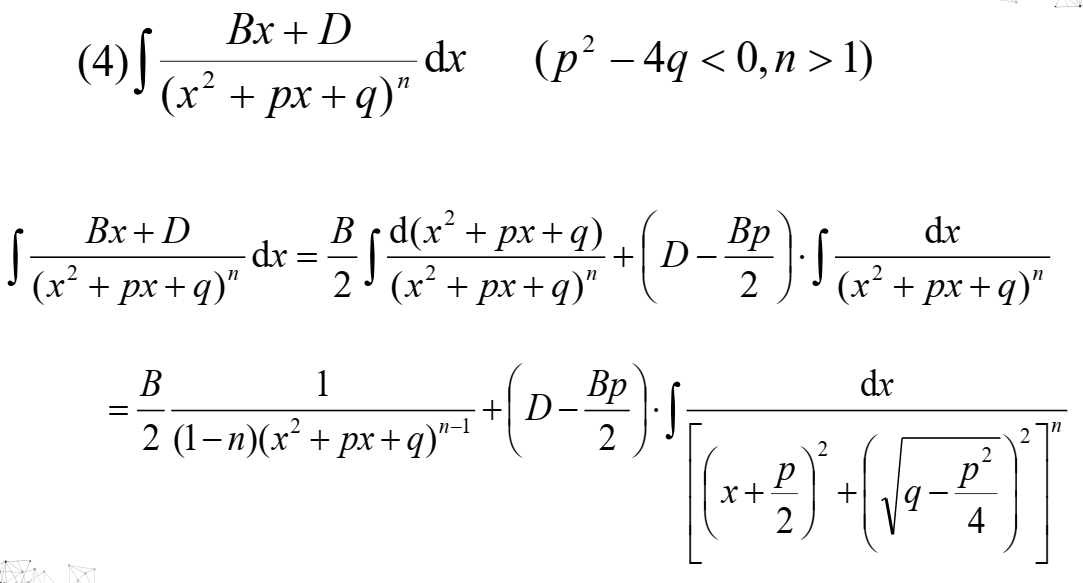 (4) ∫ (Bx + D)/((x² + px + q)ⁿ) dx (p² − 4q < 0, n > 1)
∫ (Bx + D)/((x² + px + q)ⁿ) dx = B/2 ∫ d(x² + px + q)/((x² + px + q)ⁿ) + (D − Bp/2) · ∫ dx/((x² + px + q)ⁿ)
= B/2 1/((1 − n)(x² + px + q)ⁿ⁻¹) + (D − Bp/2) · ∫ dx/([(x + p/2)² + (√(q − p²/4))²]ⁿ)